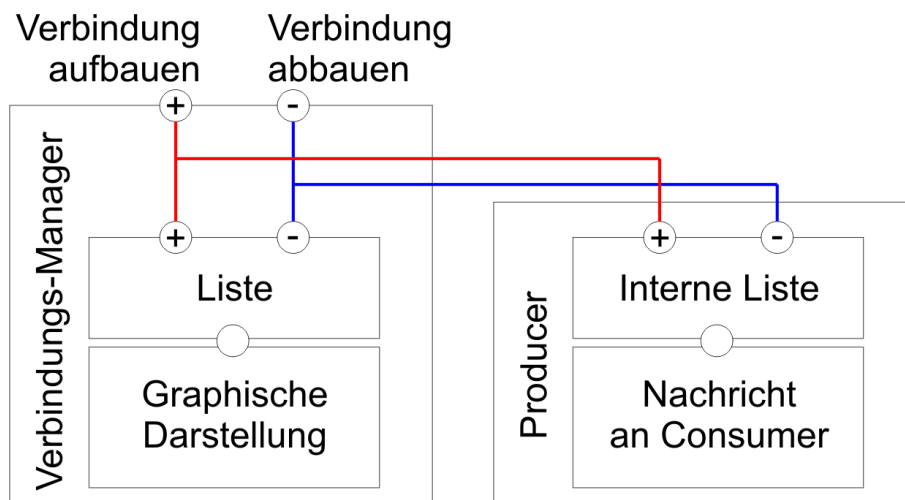 Verbindung
aufbauen
Verbindung
abbauen
+
-
Verbindungs-Manager
+
-
Liste
Graphische
Darstellung
Producer
+
-
Interne Liste
Nachricht
an Consumer